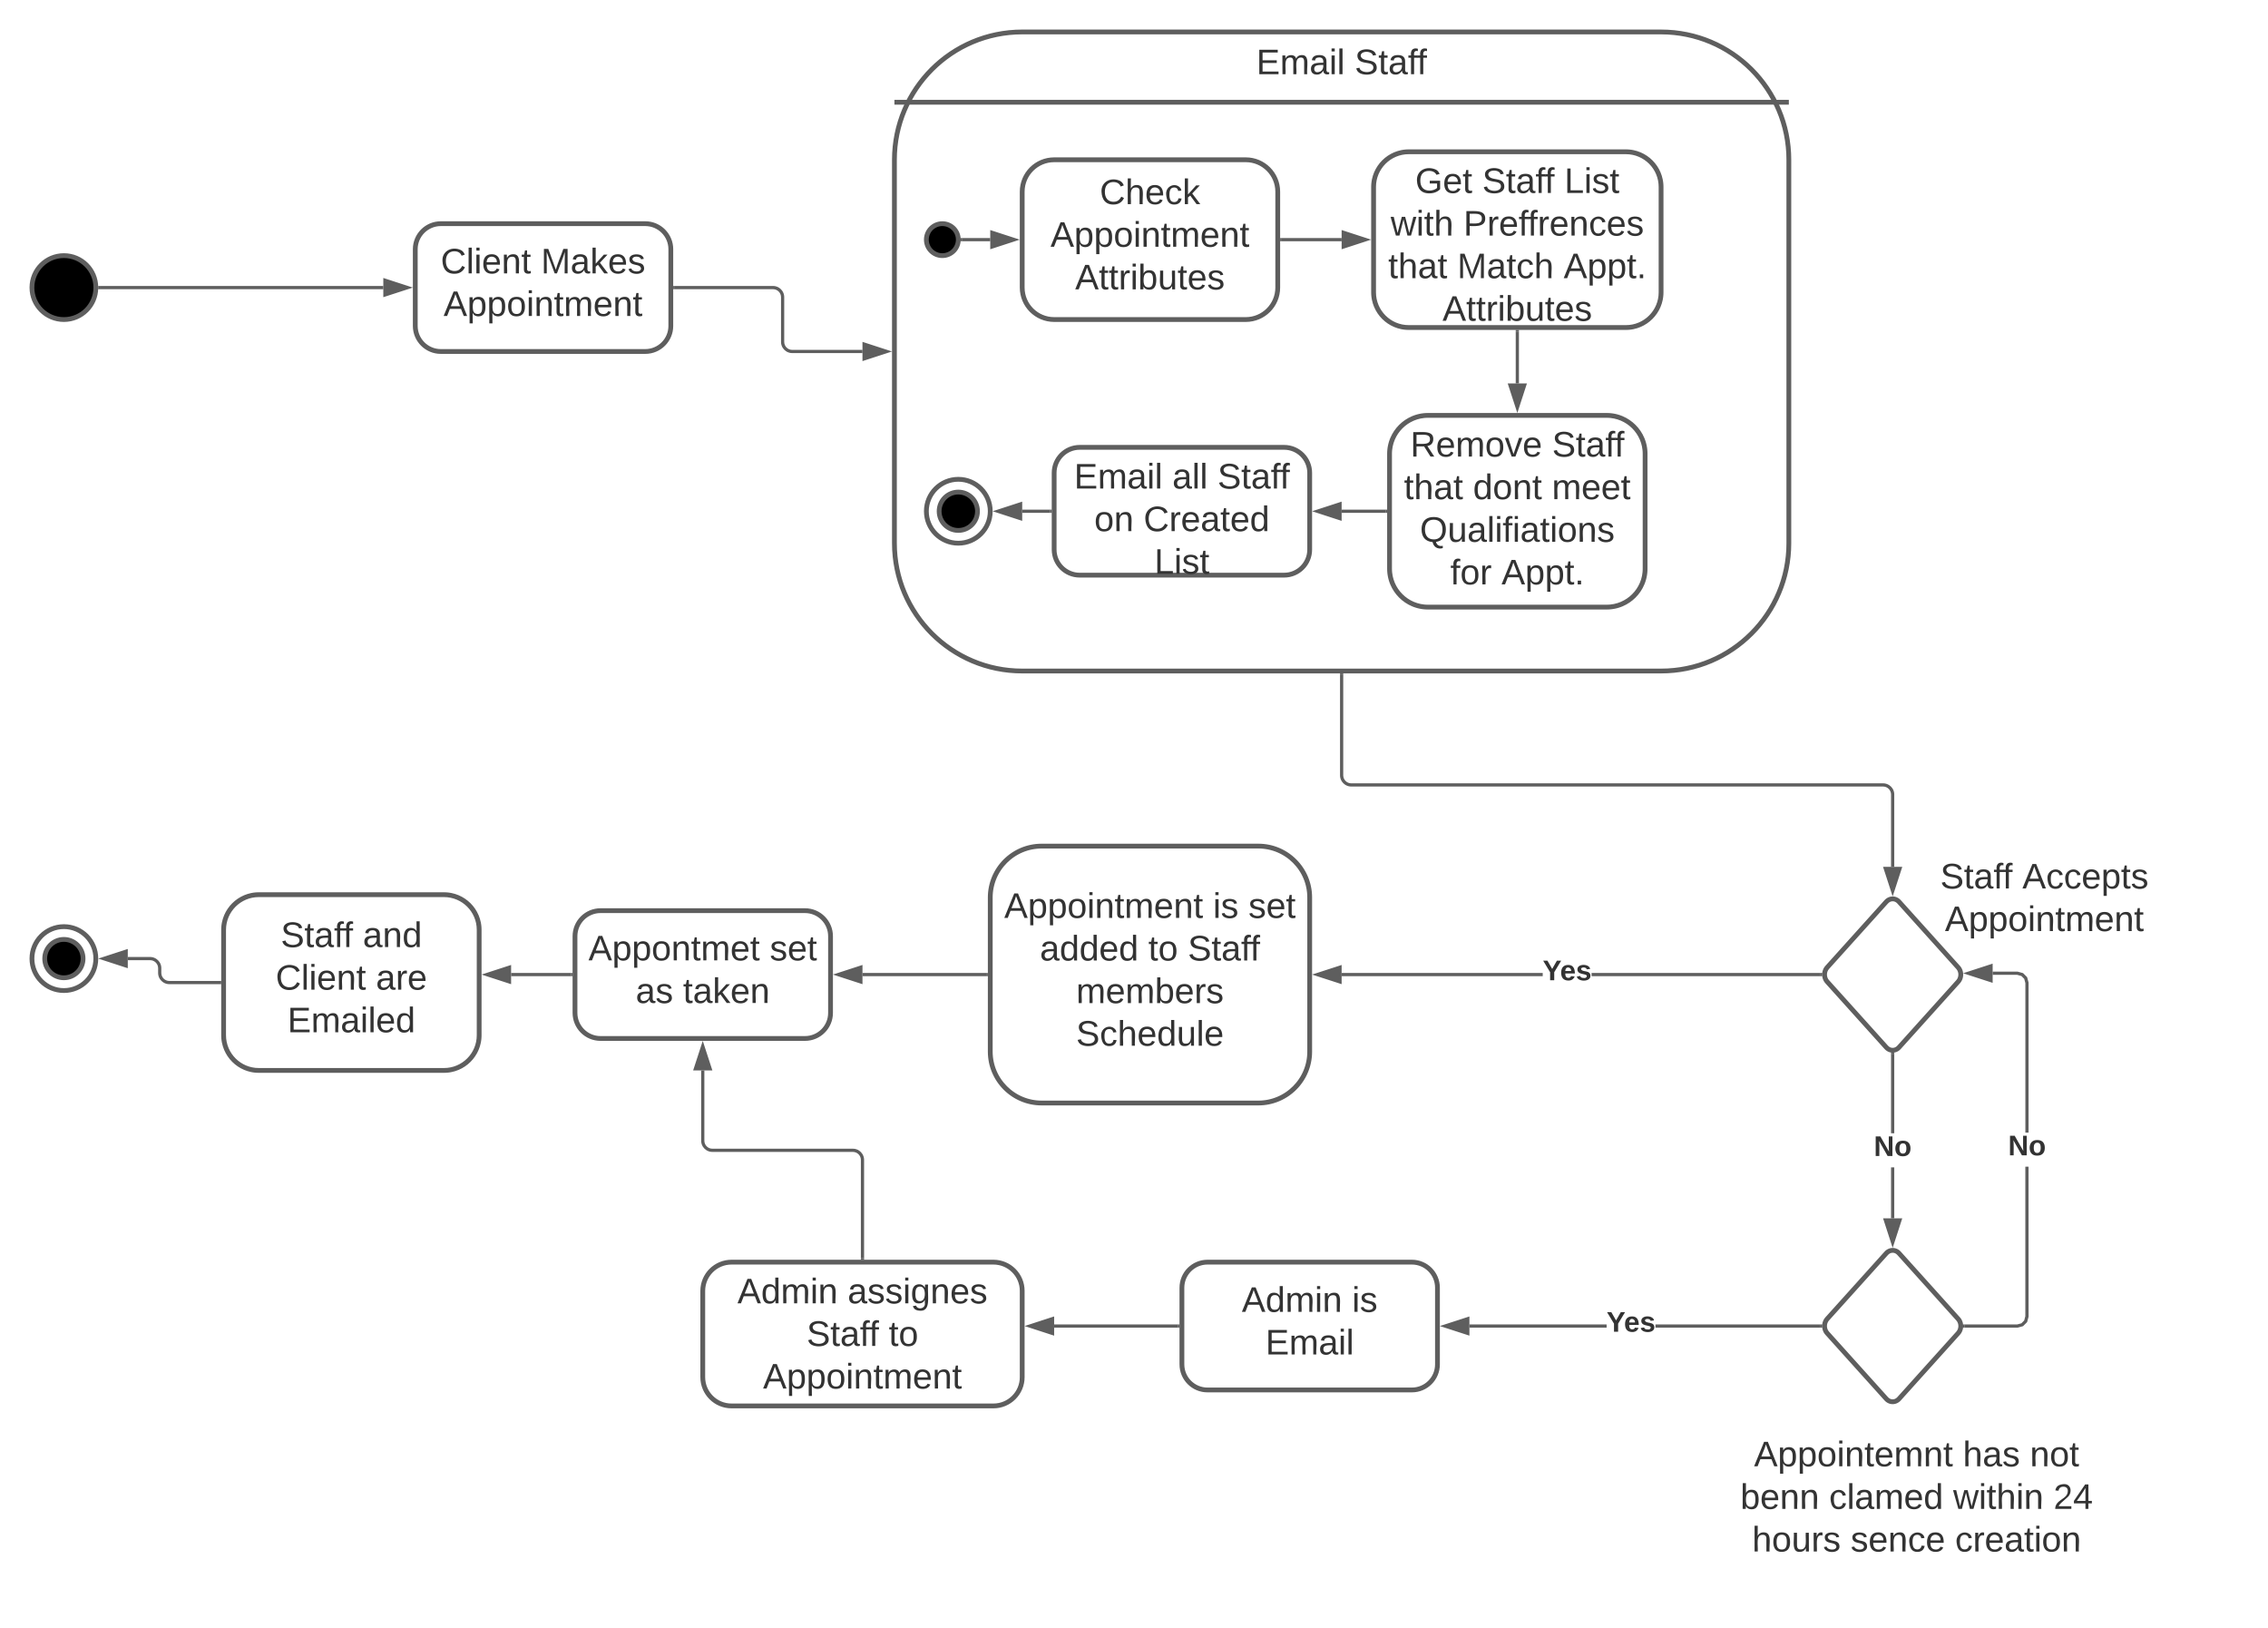 Email Staff
Client Makes
Appointment
Check
Appointment
Attributes
Get Staff List
with Preffrences
that Match Appt.
Attributes
Remove Staff
that dont meet
Qualifiations
for Appt.
Email all Staff
on Created
List
Staff Accepts
Appointment
Staff and
Client are
Emailed
Appontmet set
as taken
Appointment is set
added to Staff
members
Schedule
Yes
No
No
Admin assignes
Staff to
Appointment
Admin is
Email
Yes
Appointemnt has not
benn clamed within 24
hours sence creation